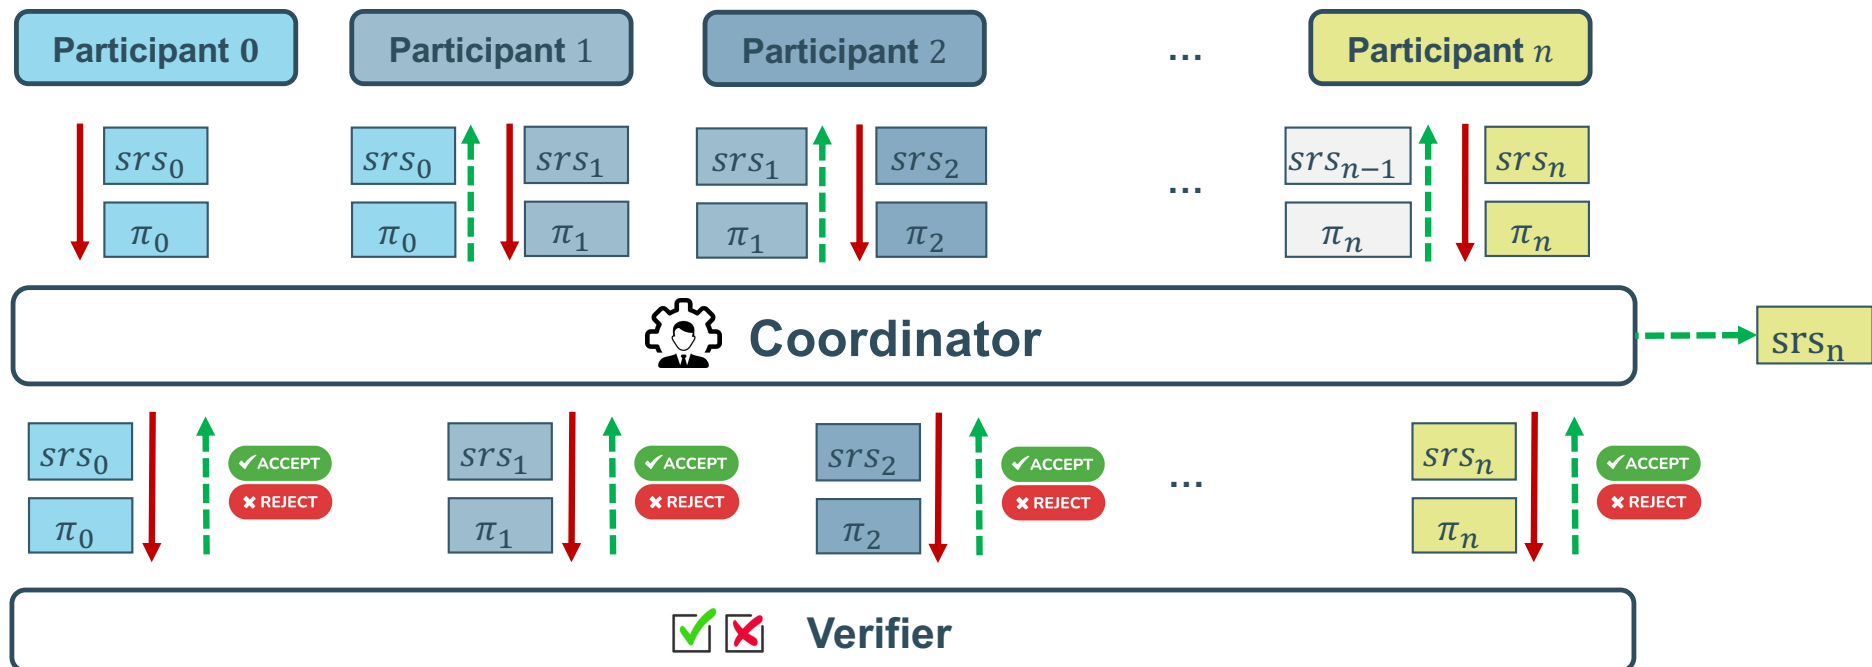 Participant 0 Participant 1 Participant 2 … Participant n
srs₀ srs₀ srs₁ srs₁ srs₂ … srsₙ₋₁ srsₙ
π₀ π₀ π₁ π₁ π₂ πₙ πₙ
Coordinator srsₙ
srs₀ srs₁ srs₂ … srsₙ
ACCEPT ACCEPT ACCEPT ACCEPT
REJECT REJECT REJECT REJECT
π₀ π₁ π₂ πₙ
Verifier